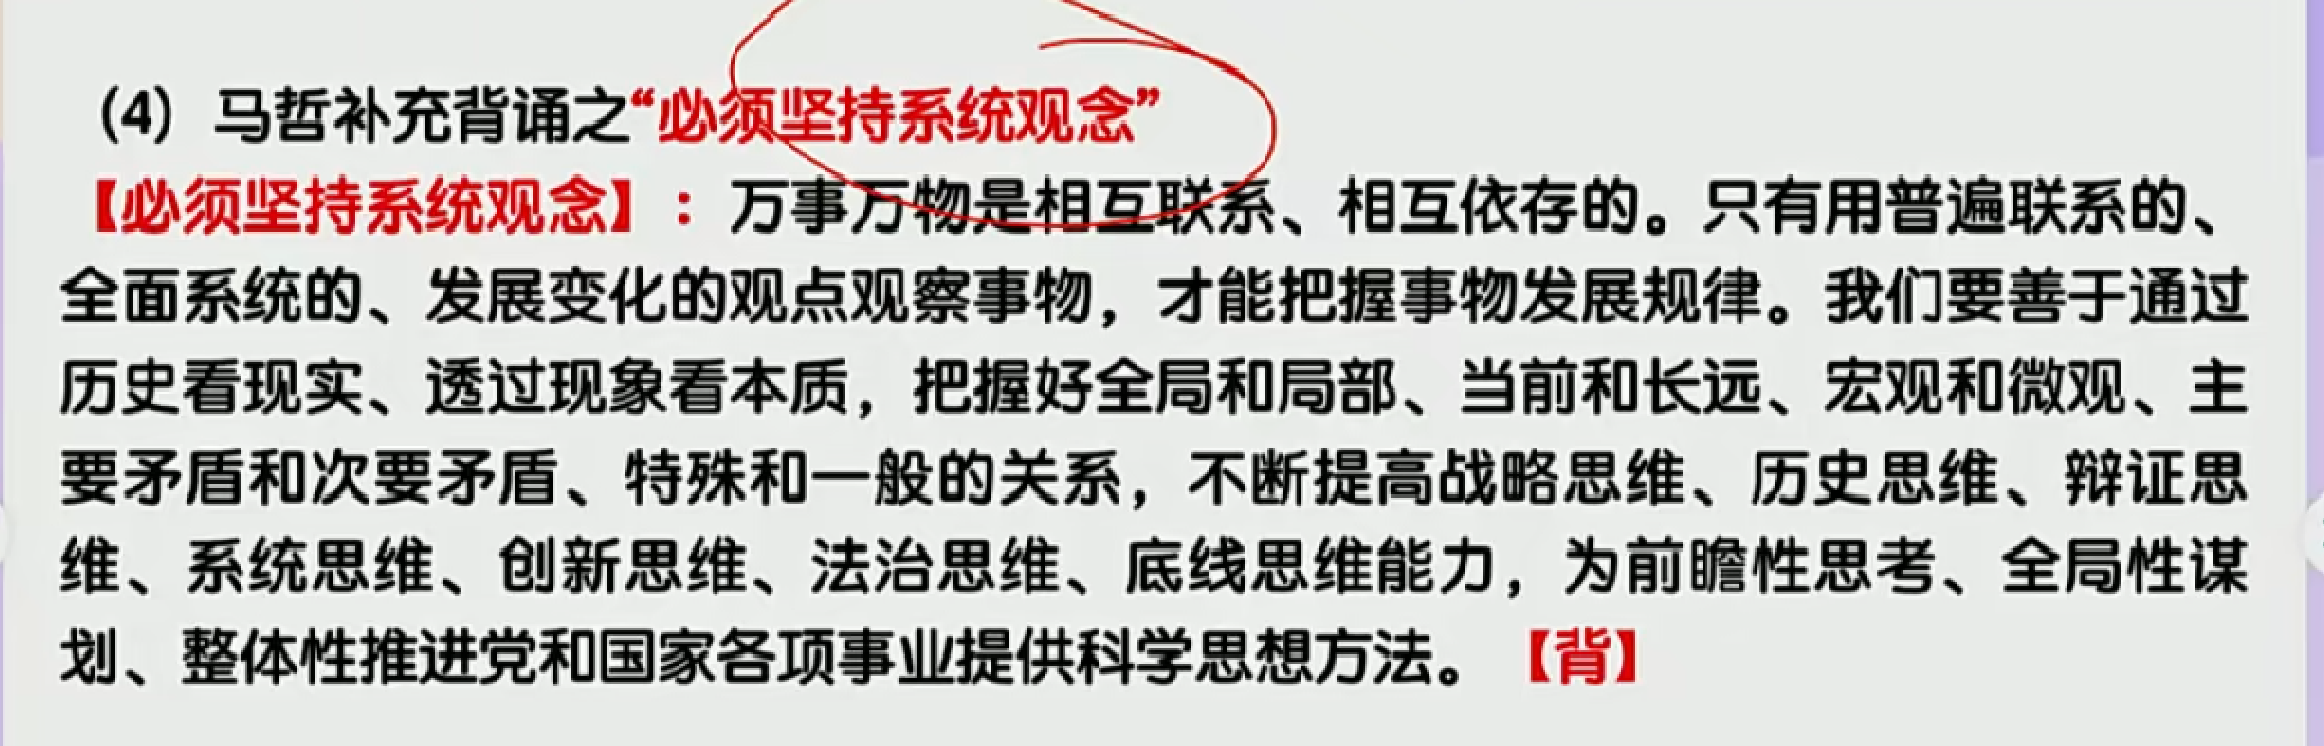 （4）马哲补充背诵之“必须坚持系统观念”
【必须坚持系统观念】：万事万物是相互联系、相互依存的。只有用普遍联系的、
全面系统的、发展变化的观点观察事物，才能把握事物发展规律。我们要善于通过
历史看现实、透过现象看本质，把握好全局和局部、当前和长远、宏观和微观、主
要矛盾和次要矛盾、特殊和一般的关系，不断提高战略思维、历史思维、辩证思
维、系统思维、创新思维、法治思维、底线思维能力，为前瞻性思考、全局性谋
划、整体性推进党和国家各项事业提供科学思想方法。【背】